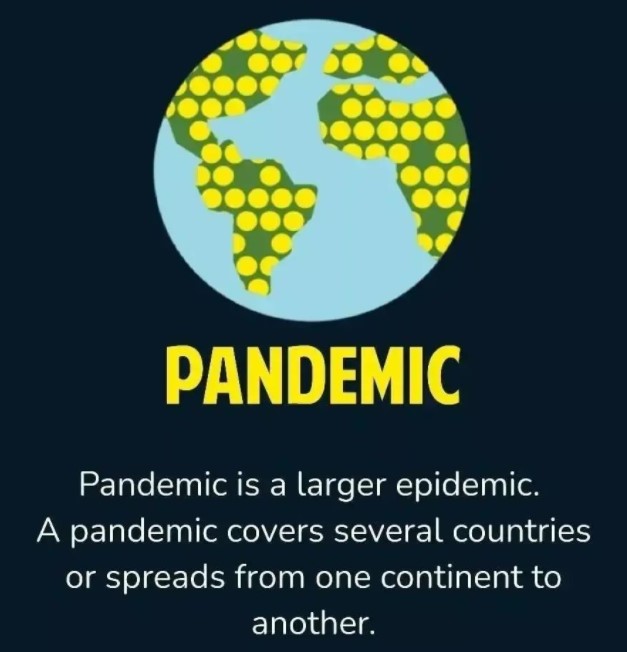 PANDEMIC
Pandemic is a larger epidemic.
A pandemic covers several countries
or spreads from one continent to
another.